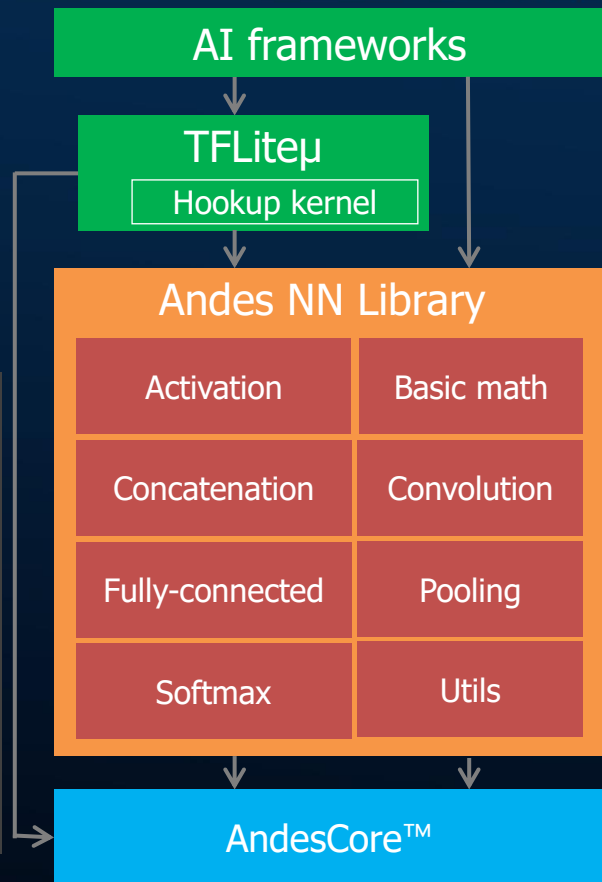 AI frameworks
TFLiteμ
Hookup kernel
Andes NN Library
Activation
Basic math
Concatenation
Convolution
Fully-connected
Pooling
Softmax
Utils
AndesCore™